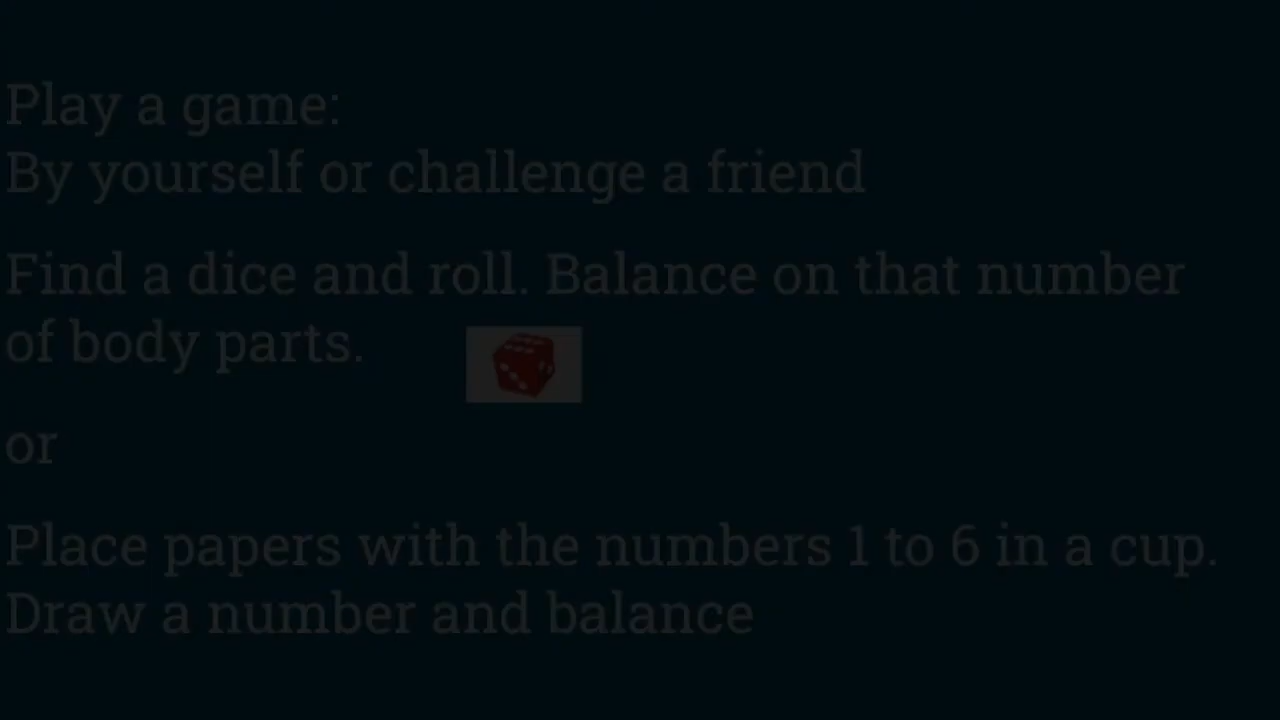 Play a game:
By yourself or challenge a friend
Find a dice and roll. Balance on that number
of body parts.
or
Place papers with the numbers 1 to 6 in a cup.
Draw a number and balance